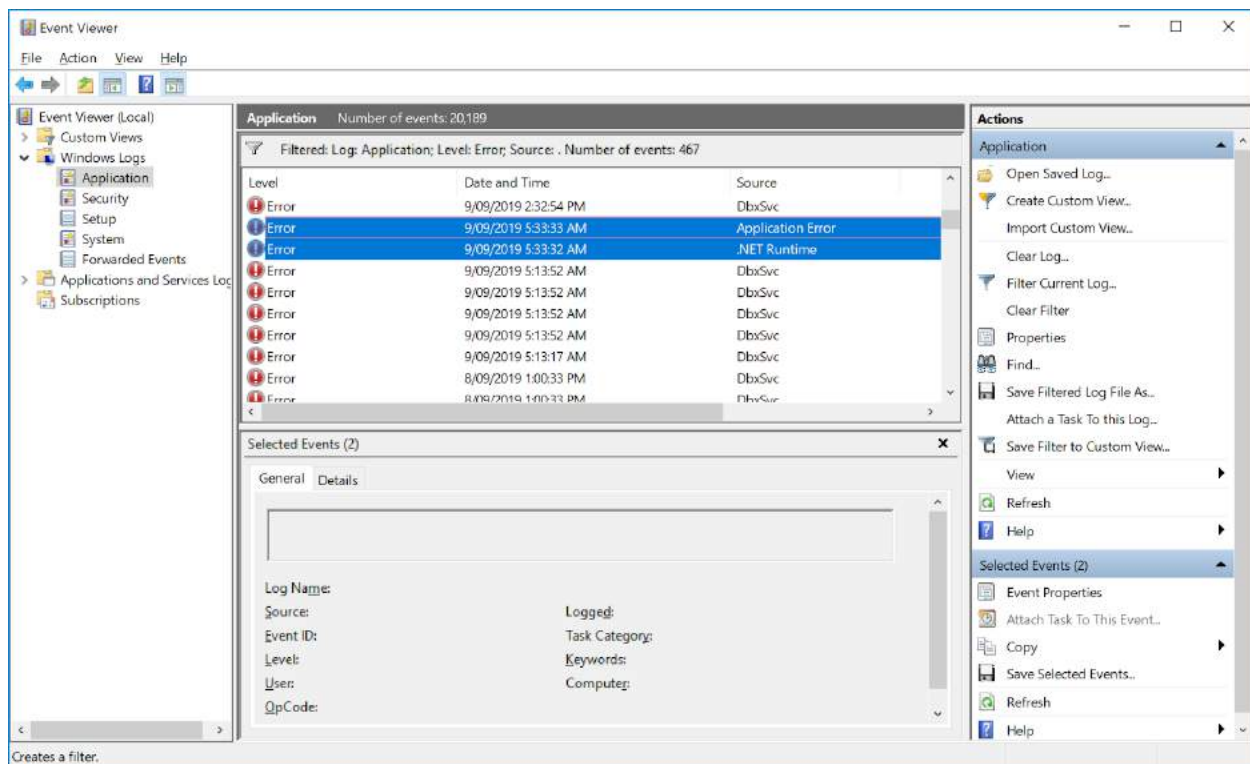 Event Viewer
File Action View Help
Event Viewer (Local)
Custom Views
Windows Logs
Application
Security
Setup
System
Forwarded Events
Applications and Services Log
Subscriptions
Application Number of events: 20,189
Filtered: Log: Application; Level: Error; Source: . Number of events: 467
Level Date and Time Source
Error 9/09/2019 2:32:54 PM DbxSvc
Error 9/09/2019 5:33:33 AM Application Error
Error 9/09/2019 5:33:32 AM .NET Runtime
Error 9/09/2019 5:13:52 AM DbxSvc
Error 9/09/2019 5:13:52 AM DbxSvc
Error 9/09/2019 5:13:52 AM DbxSvc
Error 9/09/2019 5:13:52 AM DbxSvc
Error 9/09/2019 5:13:17 AM DbxSvc
Error 8/09/2019 1:00:33 PM DbxSvc
Error 8/09/2019 1:00:33 PM DbxSvc
Selected Events (2)
General Details
Log Name:
Source: Logged:
Event ID: Task Category:
Level: Keywords:
User: Computer:
OpCode:
Actions
Application
Open Saved Log...
Create Custom View...
Import Custom View...
Clear Log...
Filter Current Log...
Clear Filter
Properties
Find...
Save Filtered Log File As...
Attach a Task To this Log...
Save Filter to Custom View...
View
Refresh
Help
Selected Events (2)
Event Properties
Attach Task To This Event...
Copy
Save Selected Events...
Refresh
Help
Creates a filter.